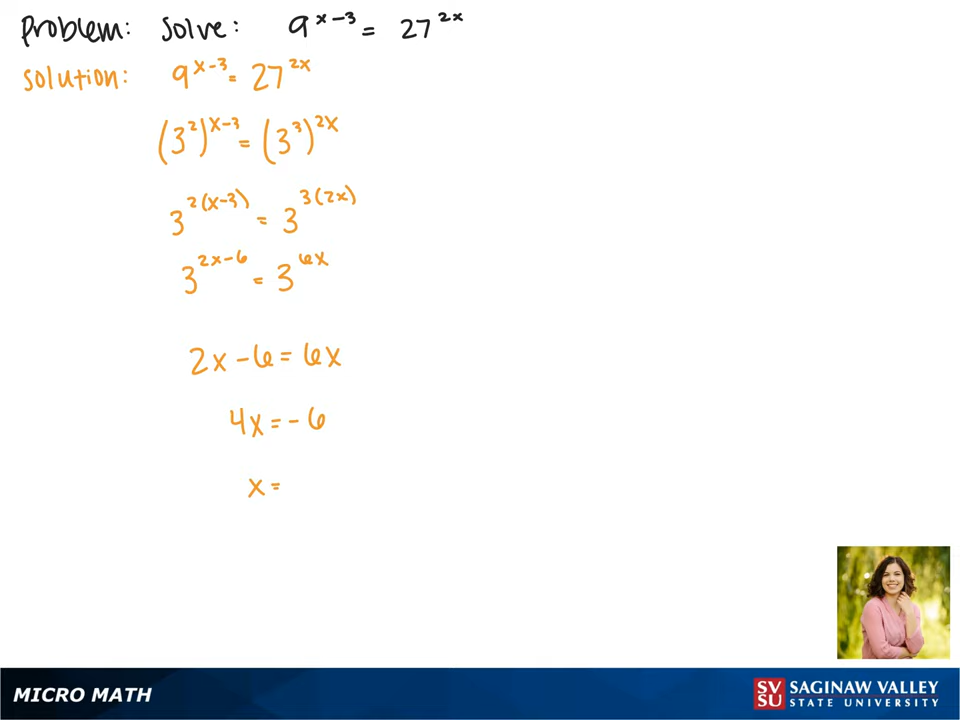 problem: solve: 9^{x-3} = 27^{2x}
solution: 9^{x-3} = 27^{2x}
(3^2)^{x-3} = (3^3)^{2x}
3^{2(x-3)} = 3^{3(2x)}
3^{2x-6} = 3^{6x}
2x - 6 = 6x
4x = -6
x =
MICRO MATH
SV SU SAGINAW VALLEY
STATE UNIVERSITY